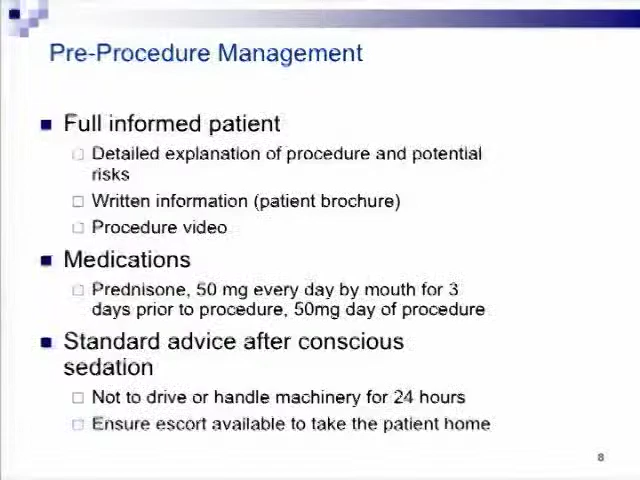 Pre-Procedure Management
Full informed patient
Detailed explanation of procedure and potential
risks
Written information (patient brochure)
Procedure video
Medications
Prednisone, 50 mg every day by mouth for 3
days prior to procedure, 50mg day of procedure
Standard advice after conscious
sedation
Not to drive or handle machinery for 24 hours
Ensure escort available to take the patient home
8